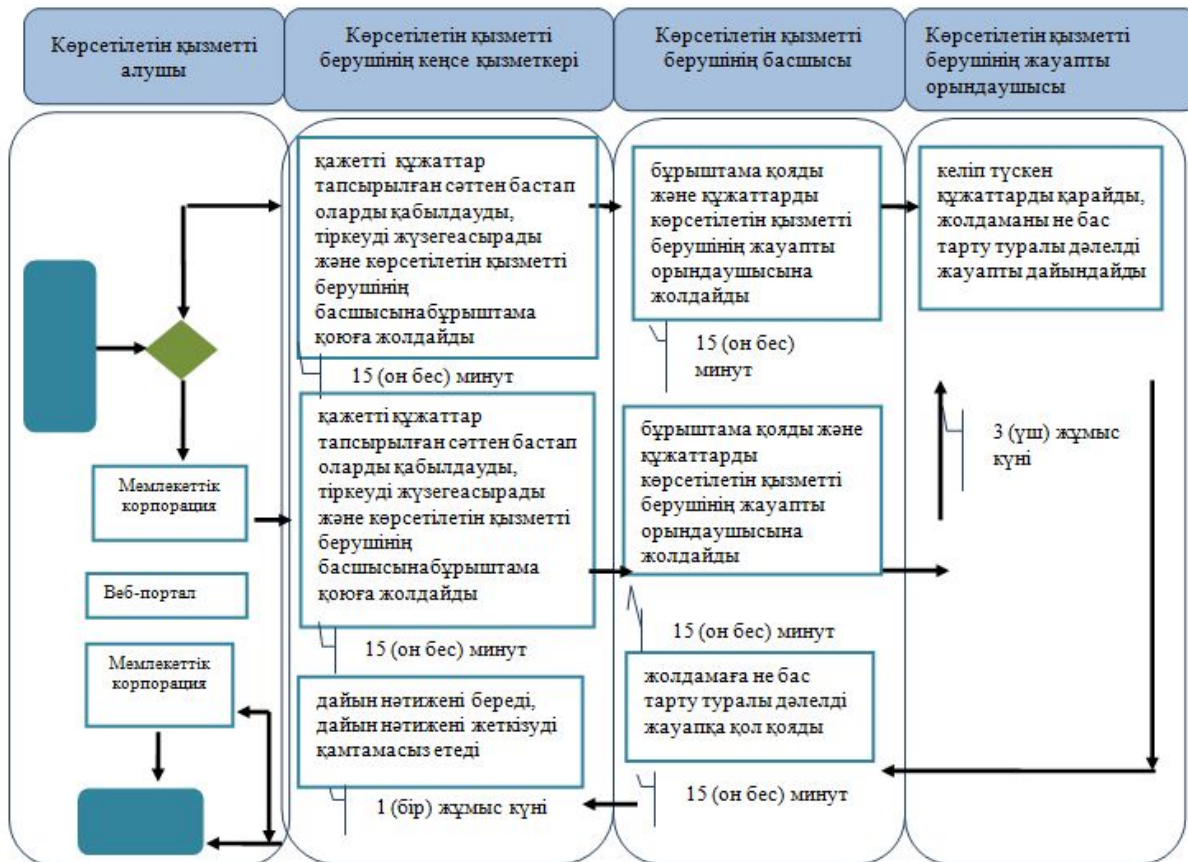 Көрсетілетін қызметті
алушы
Көрсетілетін қызметті
берушінің кеңсе қызметкері
Көрсетілетін қызметті
берушінің басшысы
Көрсетілетін қызметті
берушінің жауапты
орындаушысы
қажетті құжаттар
тапсырылған сәттен бастап
оларды қабылдауды,
тіркеуді жүзегеасырады
және көрсетілетін қызметті
берушінің
басшысынабұрыштама
қоюға жолдайды
15 (он бес) минут
бұрыштама қояды
және құжаттарды
көрсетілетін қызметті
берушінің жауапты
орындаушысына
жолдайды
15 (он бес)
минут
келіп түскен
құжаттарды қарайды,
жолдаманы не бас
тарту туралы дәлелді
жауапты дайындайды
3 (үш) жұмыс
күні
Мемлекеттік
корпорация
қажетті құжаттар
тапсырылған сәттен бастап
оларды қабылдауды,
тіркеуді жүзегеасырады
және көрсетілетін қызметті
берушінің
басшысынабұрыштама
қоюға жолдайды
15 (он бес) минут
бұрыштама қояды және
құжаттарды
көрсетілетін қызметті
берушінің жауапты
орындаушысына
жолдайды
15 (он бес) минут
Веб-портал
Мемлекеттік
корпорация
дайын нәтижені береді,
дайын нәтижені жеткізуді
қамтамасыз етеді
1 (бір) жұмыс күні
жолдамаға не бас
тарту туралы дәлелді
жауапқа қол қояды
15 (он бес) минут